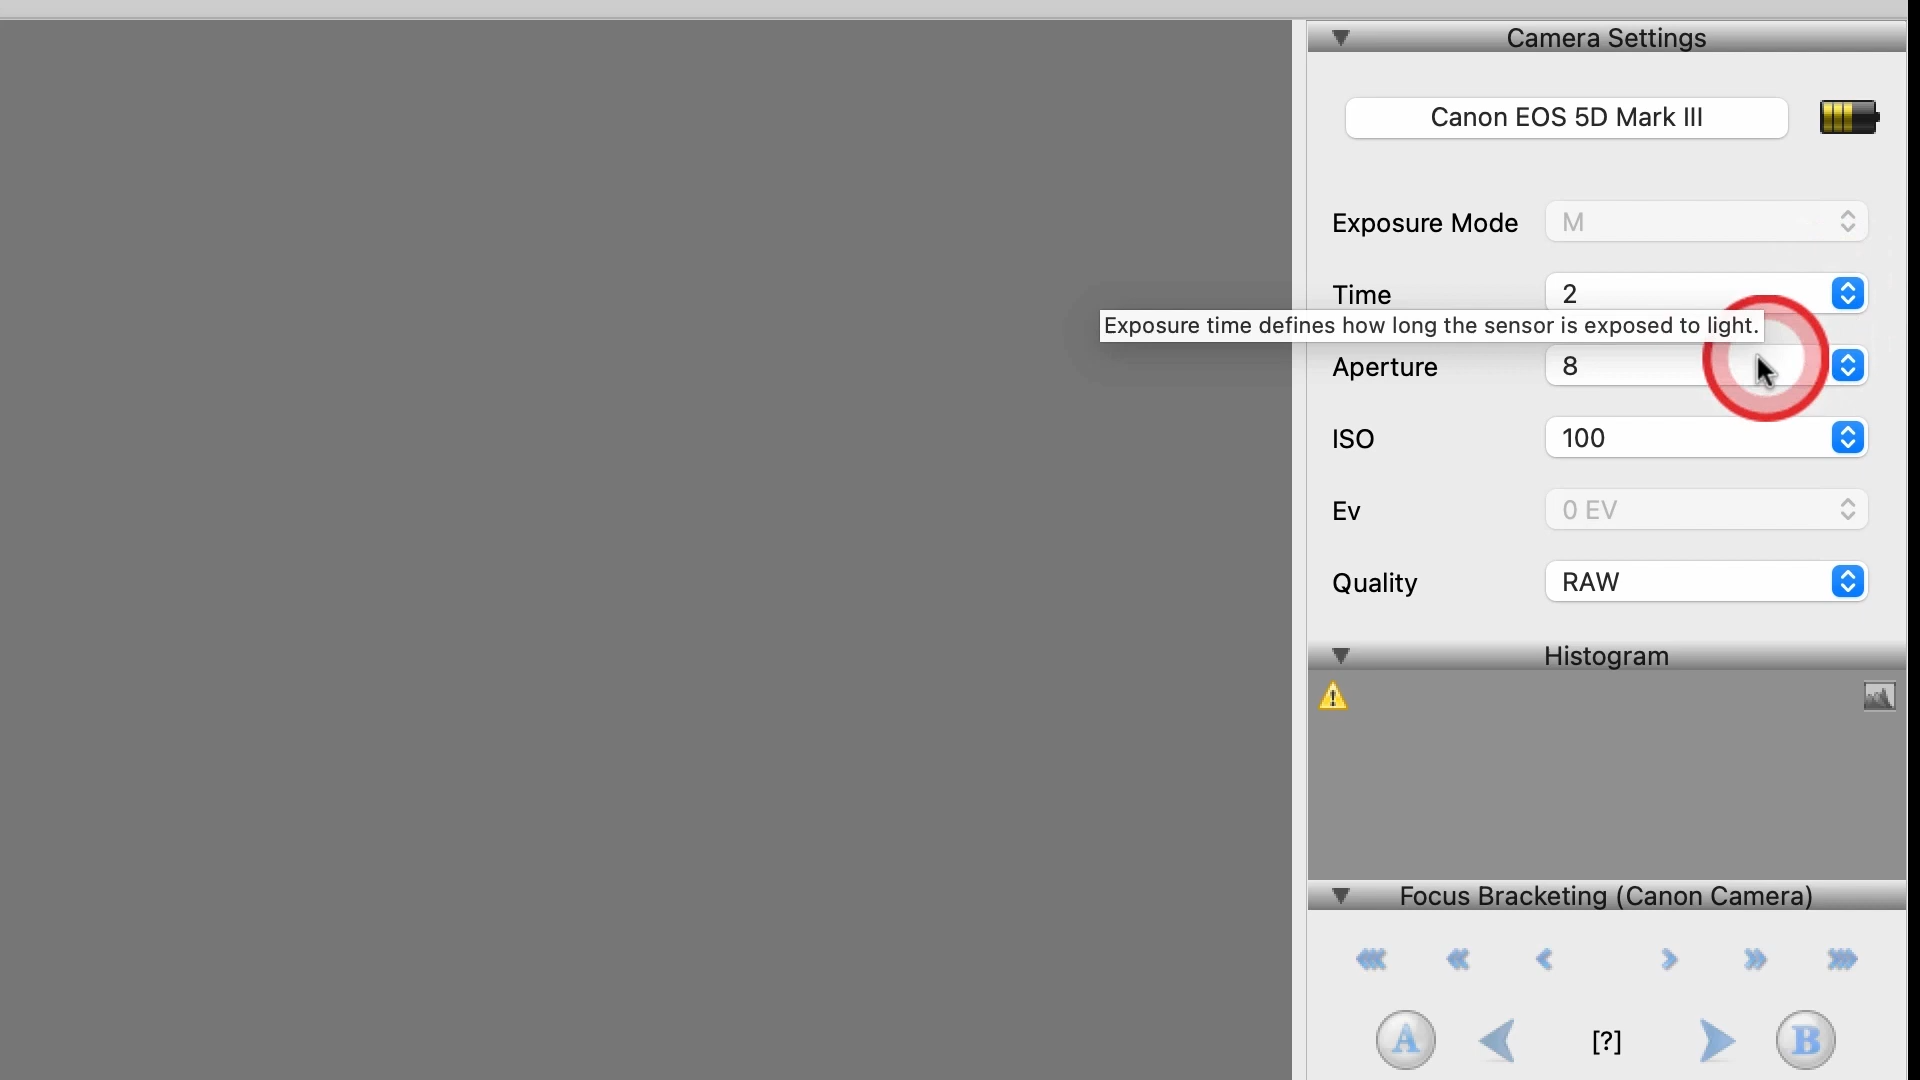 Camera Settings
Canon EOS 5D Mark III
Exposure Mode M
Time 2
Exposure time defines how long the sensor is exposed to light.
Aperture 8
ISO 100
Ev 0 EV
Quality RAW
Histogram
Focus Bracketing (Canon Camera)
A [?] B